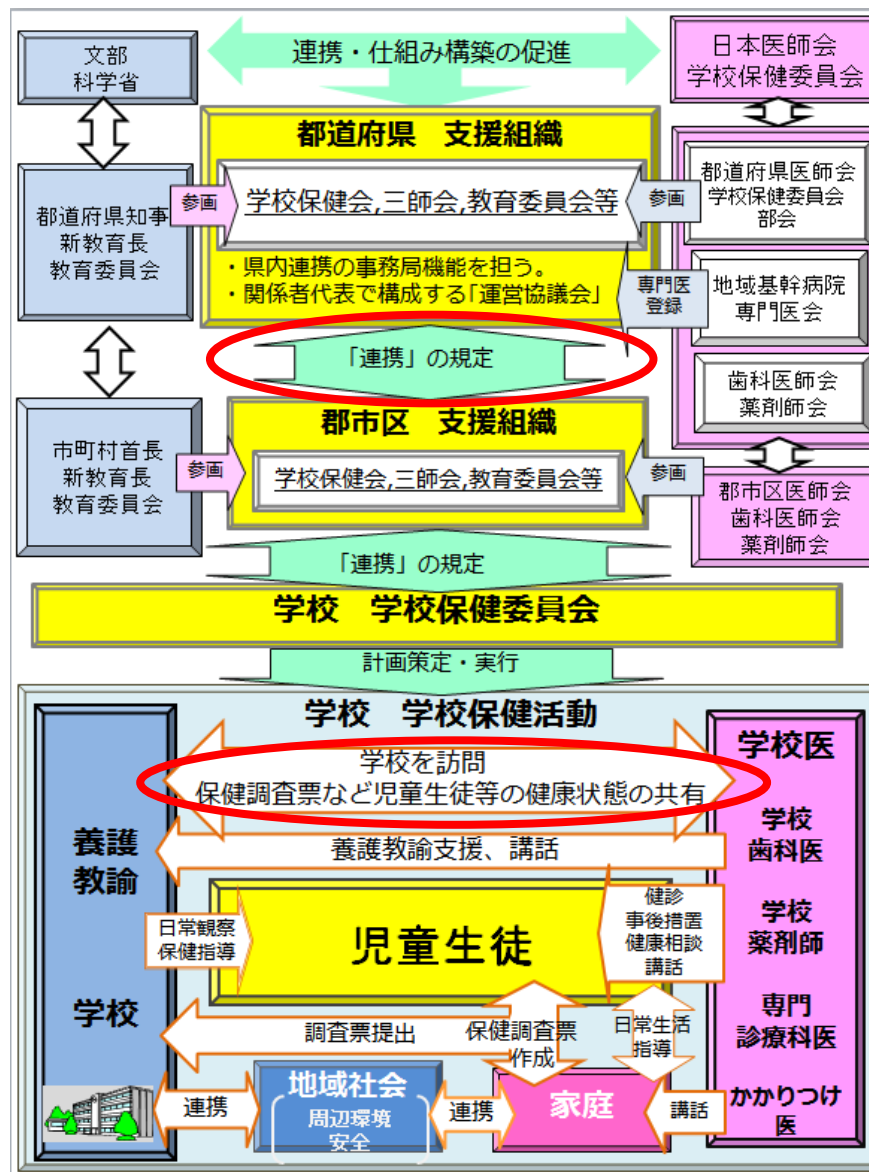 文部
科学省
連携・仕組み構築の促進
日本医師会
学校保健委員会
都道府県　支援組織
学校保健会,三師会,教育委員会等
・県内連携の事務局機能を担う。
・関係者代表で構成する「運営協議会」
都道府県知事
新教育長
教育委員会
参画
参画
都道府県医師会
学校保健委員会
部会
専門医
登録
地域基幹病院
専門医会
歯科医師会
薬剤師会
「連携」の規定
郡市区　支援組織
学校保健会,三師会,教育委員会等
市町村首長
新教育長
教育委員会
参画
参画
郡市区医師会
歯科医師会
薬剤師会
「連携」の規定
学校　学校保健委員会
計画策定・実行
学校　学校保健活動
学校を訪問
保健調査票など児童生徒等の健康状態の共有
養護教諭支援、講話
養護
教諭
学校
日常観察
保健指導
児童生徒
健診
事後措置
健康相談
講話
調査票提出
保健調査票
作成
日常生活
指導
学校医
学校
歯科医
学校
薬剤師
専門
診療科医
かかりつけ
医
連携
地域社会
周辺環境
安全
連携
家庭
講話